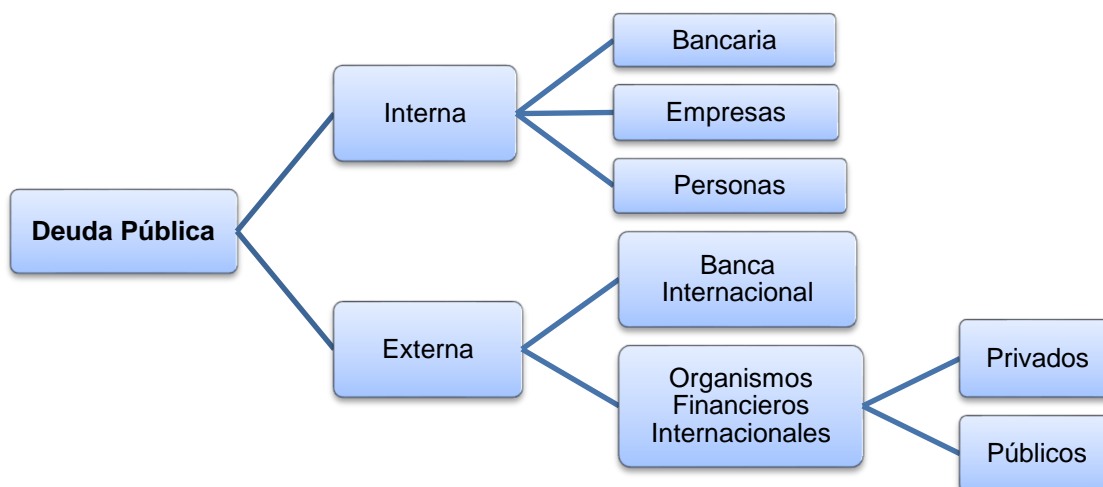 Deuda Pública
Interna
Bancaria
Empresas
Personas
Externa
Banca
Internacional
Organismos
Financieros
Internacionales
Privados
Públicos